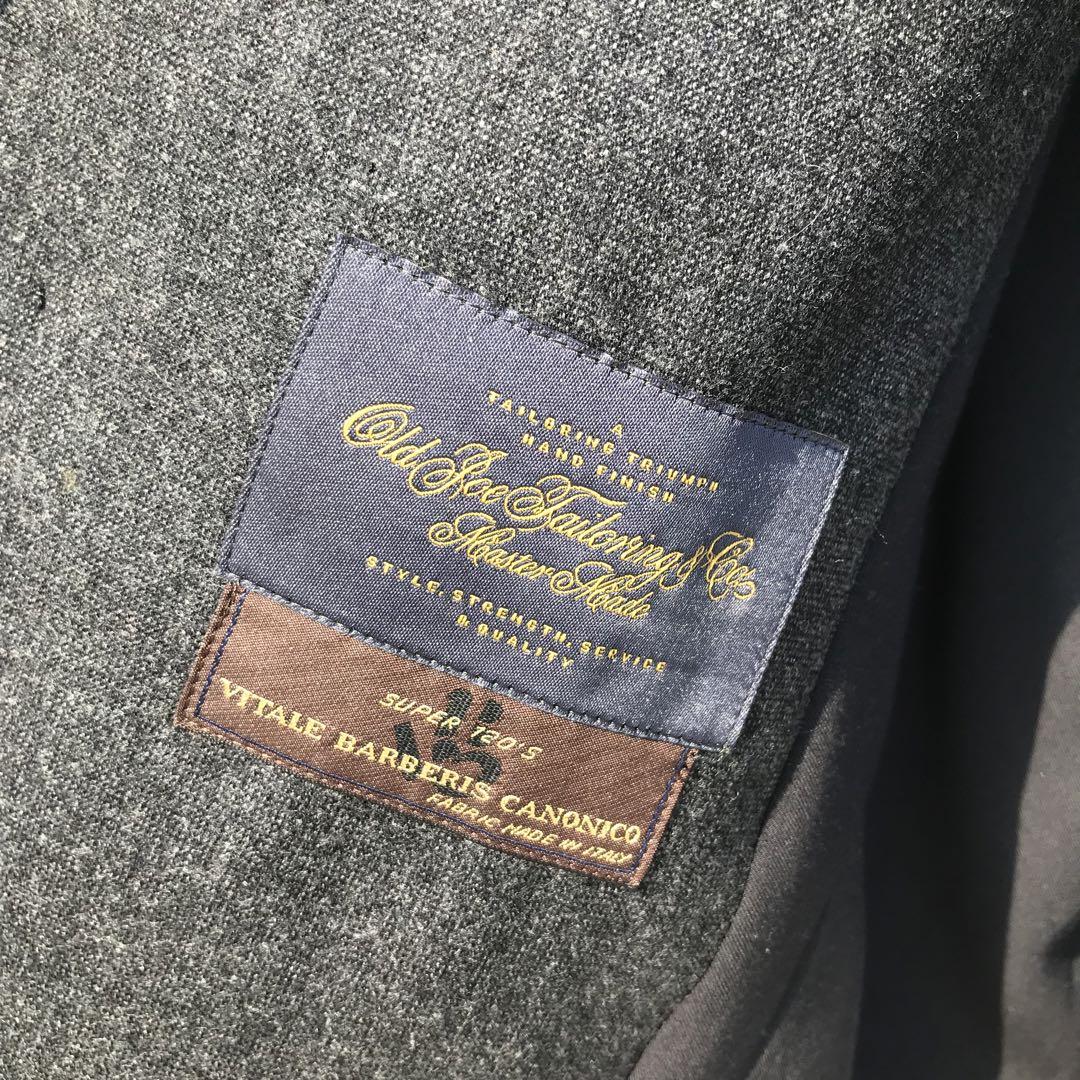 A
TAILORING TRIUMPH
HAND FINISH
Old Joe Tailoring & Co.
Master Made
STYLE, STRENGTH, SERVICE
& QUALITY
SUPER 120'S
VITALE BARBERIS CANONICO
FABRIC MADE IN ITALY